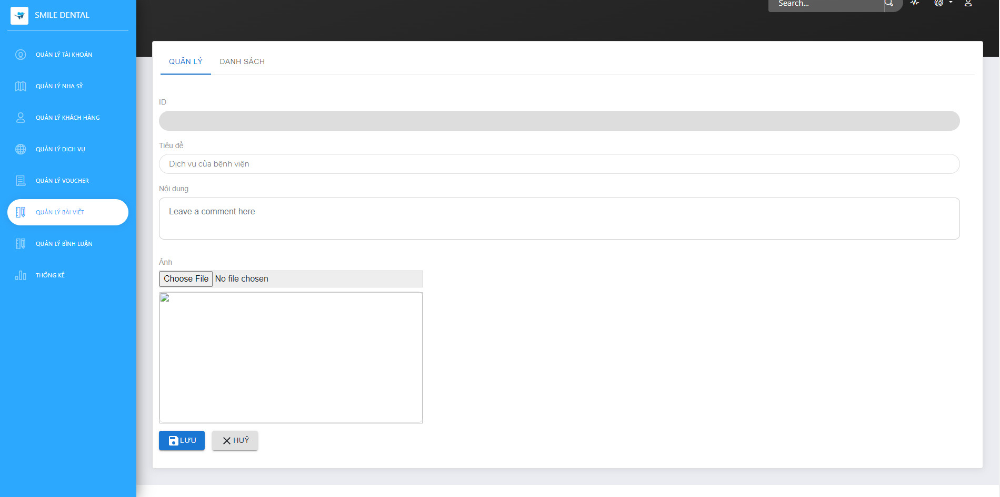 SMILE DENTAL
QUẢN LÝ TÀI KHOẢN
QUẢN LÝ NHA SỸ
QUẢN LÝ KHÁCH HÀNG
QUẢN LÝ DỊCH VỤ
QUẢN LÝ VOUCHER
QUẢN LÝ BÀI VIẾT
QUẢN LÝ BÌNH LUẬN
THỐNG KÊ
Search...
QUẢN LÝ DANH SÁCH
ID
Tiêu đề
Dịch vụ của bệnh viện
Nội dung
Leave a comment here
Ảnh
Choose File No file chosen
LƯU HUỶ